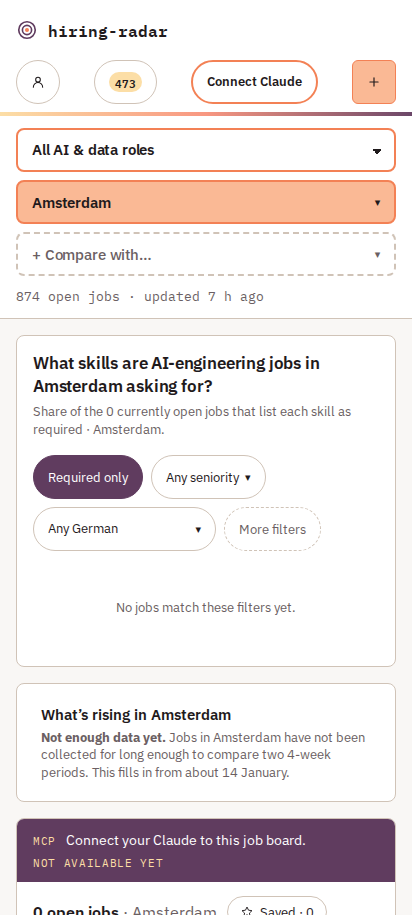 hiring-radar
473
Connect Claude
+
All AI & data roles
Amsterdam
+ Compare with...
874 open jobs · updated 7 h ago
What skills are AI-engineering jobs in
Amsterdam asking for?
Share of the 0 currently open jobs that list each skill as
required · Amsterdam.
Required only
Any seniority ▾
Any German ▾
More filters
No jobs match these filters yet.
What’s rising in Amsterdam
Not enough data yet. Jobs in Amsterdam have not been
collected for long enough to compare two 4-week
periods. This fills in from about 14 January.
MCP Connect your Claude to this job board.
NOT AVAILABLE YET
0 open jobs · Amsterdam
Saved · 0